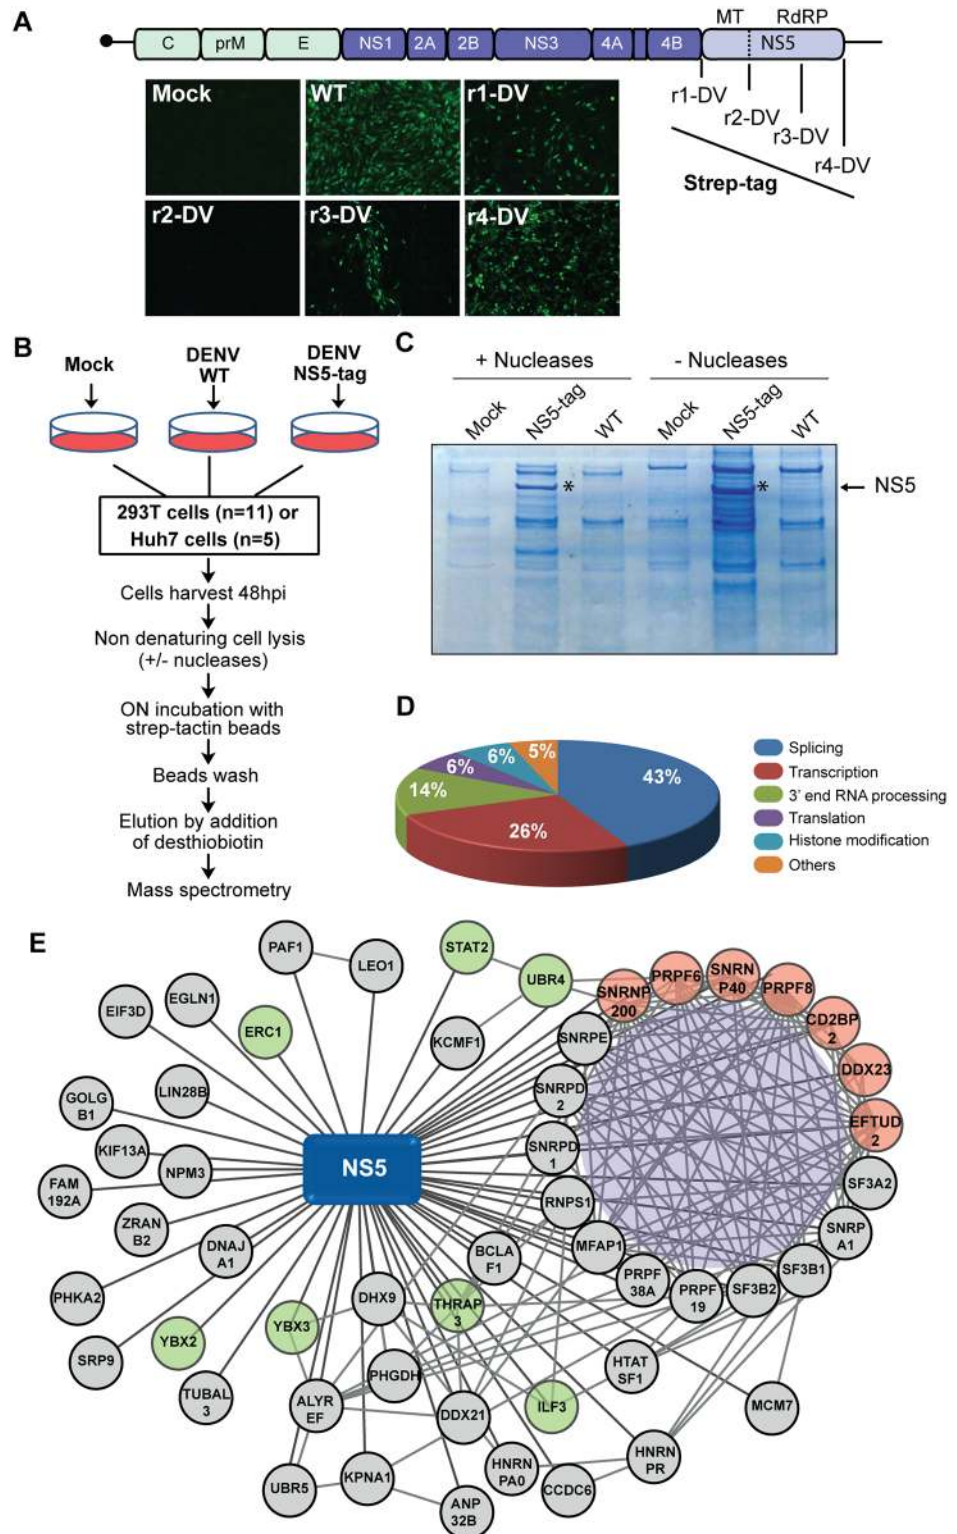 A
MT RdRP
C prM E NS1 2A 2B NS3 4A 4B NS5
Mock WT r1-DV
r2-DV r3-DV r4-DV
r1-DV
r2-DV
r3-DV
r4-DV
Strep-tag
B
Mock
DENV
WT
DENV
NS5-tag
293T cells (n=11) or
Huh7 cells (n=5)
Cells harvest 48hpi
Non denaturing cell lysis
(+/- nucleases)
ON incubation with
strep-tactin beads
Beads wash
Elution by addition
of desthiobiotin
Mass spectrometry
C
+ Nucleases - Nucleases
Mock NS5-tag WT Mock NS5-tag WT
* * NS5
D
43%
26%
14%
6%
6%
5%
Splicing
Transcription
3' end RNA processing
Translation
Histone modification
Others
E
PAF1
LEO1
STAT2
UBR4
SNRNP
200
PRPF6
SNRN
P40
PRPF8
CD2BP
2
DDX23
EFTUD
2
EIF3D
EGLN1
ERC1
KCMF1
SNRPE
SNRPD
2
SNRPD
1
RNPS1
MFAP1
GOLG
B1
LIN28B
KIF13A
NPM3
FAM
192A
ZRAN
B2
DNAJ
A1
NS5
SF3A2
SNRP
A1
SF3B1
SF3B2
PRPF
19
PRPF
38A
BCLA
F1
PHKA2
SRP9
YBX2
YBX3
DHX9
THRAP
3
TUBAL
3
ALYR
EF
PHGDH
DDX21
ILF3
HTAT
SF1
MCM7
UBR5
KPNA1
ANP
32B
HNRN
PA0
CCDC6
HNRN
PR